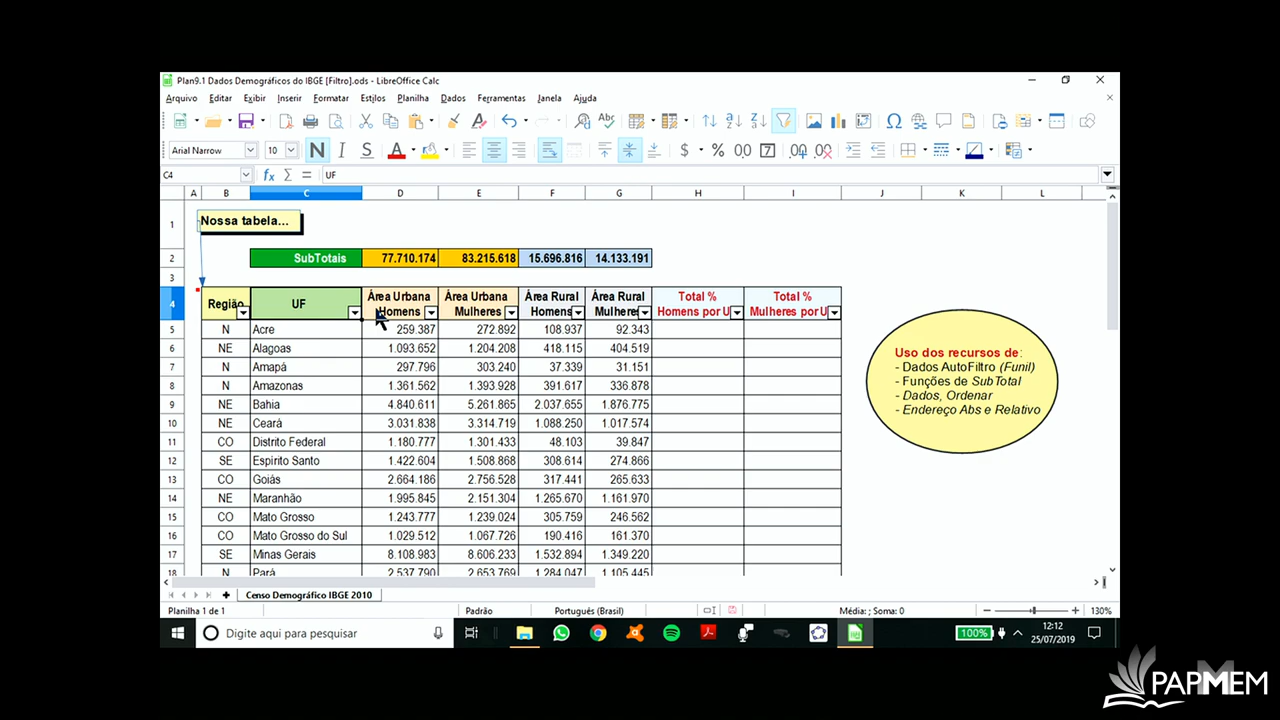 Plan9.1 Dados Demográficos do IBGE [Filtro].ods - LibreOffice Calc
Arquivo Editar Exibir Inserir Formatar Estilos Planilha Dados Ferramentas Janela Ajuda
Arial Narrow 10
C4 UF
A B C D E F G H I J K L
1 Nossa tabela...
2 SubTotais 77.710.174 83.215.618 15.696.816 14.133.191
3
Área Urbana Área Urbana Área Rural Área Rural Total % Total %
4 Região UF Homens Mulheres Homens Mulheres Homens por U Mulheres por U
5 N Acre 259.387 272.892 108.937 92.343
6 NE Alagoas 1.093.652 1.204.208 418.115 404.519
7 N Amapá 297.796 303.240 37.339 31.151
8 N Amazonas 1.361.562 1.393.928 391.617 336.878
9 NE Bahia 4.840.611 5.261.865 2.037.655 1.876.775
10 NE Ceará 3.031.838 3.314.719 1.088.250 1.017.574
11 CO Distrito Federal 1.180.777 1.301.433 48.103 39.847
12 SE Espirito Santo 1.422.604 1.508.868 308.614 274.866
13 CO Goiás 2.664.186 2.756.528 317.441 265.633
14 NE Maranhão 1.995.845 2.151.304 1.265.670 1.161.970
15 CO Mato Grosso 1.243.777 1.239.024 305.759 246.562
16 CO Mato Grosso do Sul 1.029.512 1.067.726 190.416 161.370
17 SE Minas Gerais 8.108.983 8.606.233 1.532.894 1.349.220
18 N Pará 2.537.790 2.653.769 1.284.047 1.105.445
Uso dos recursos de:
- Dados AutoFiltro (Funil)
- Funções de SubTotal
- Dados, Ordenar
- Endereço Abs e Relativo
Censo Demográfico IBGE 2010
Planilha 1 de 1 Padrão Português (Brasil) Média: ; Soma: 0 130%
Digite aqui para pesquisar 100% 12:12
25/07/2019
PAPMEM